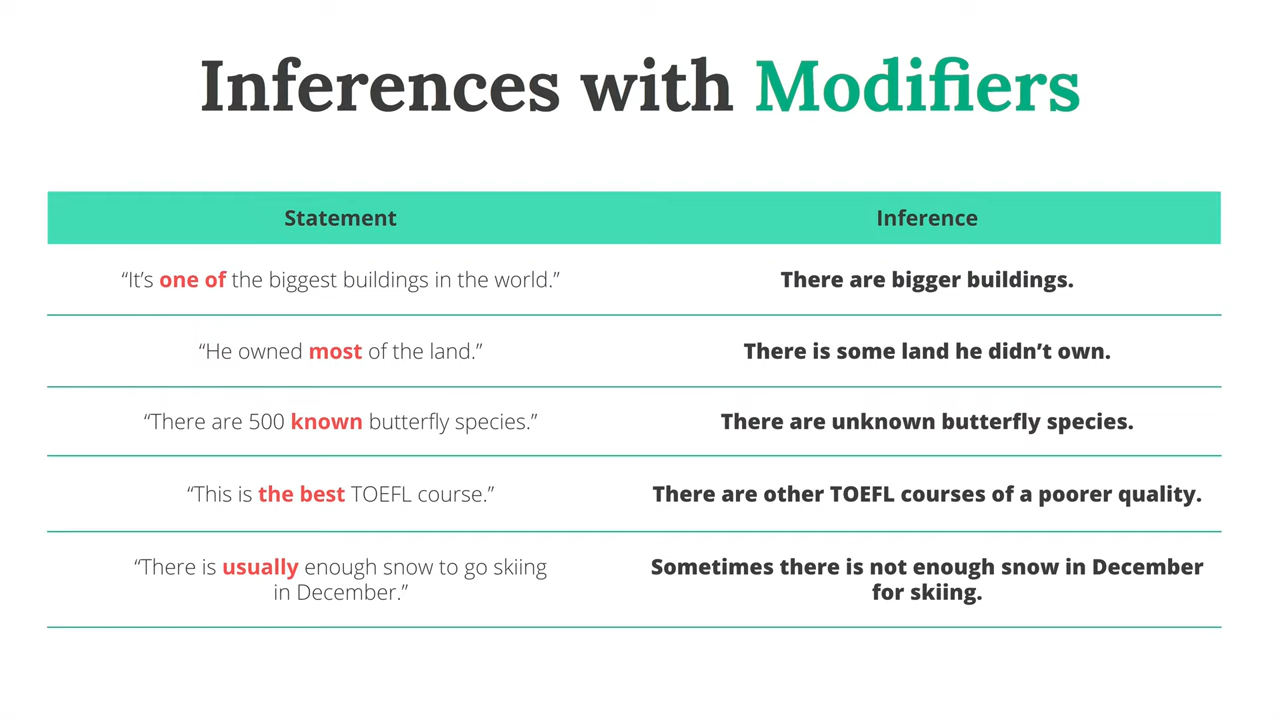 Inferences with Modifiers
Statement
Inference
“It’s one of the biggest buildings in the world.”
There are bigger buildings.
“He owned most of the land.”
There is some land he didn’t own.
“There are 500 known butterfly species.”
There are unknown butterfly species.
“This is the best TOEFL course.”
There are other TOEFL courses of a poorer quality.
“There is usually enough snow to go skiing
in December.”
Sometimes there is not enough snow in December
for skiing.